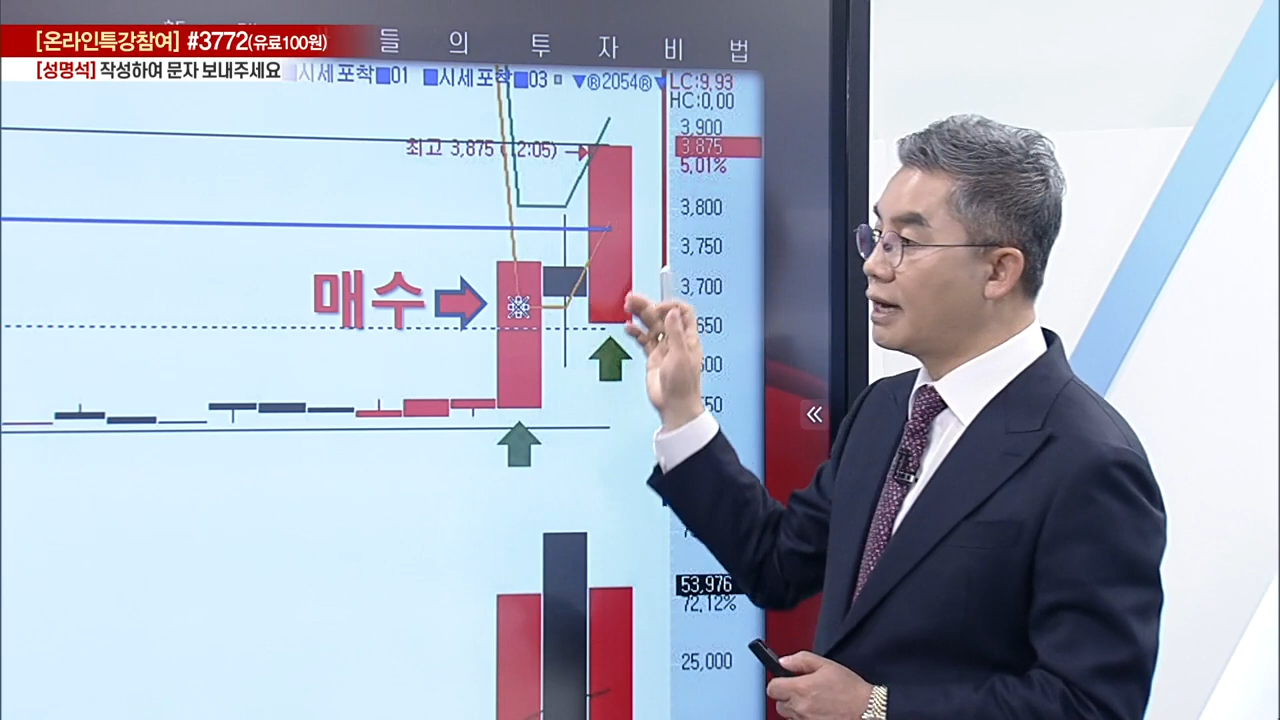 [온라인특강참여] #3772(유료100원)
[성명석] 작성하여 문자 보내주세요
들의 투자비법
시세포착■01 ■시세포착■03 ▼®2054®▼
LC:9.93
HC:0.00
3,900
최고 3,875
3,875
5.01%
3,800
3,750
매수
3,700
53,976
72.12%
25,000